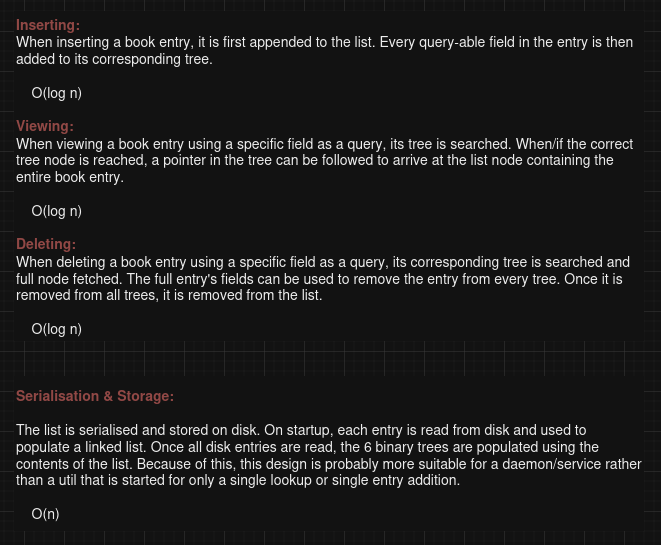 Inserting:
When inserting a book entry, it is first appended to the list. Every query-able field in the entry is then
added to its corresponding tree.
O(log n)
Viewing:
When viewing a book entry using a specific field as a query, its tree is searched. When/if the correct
tree node is reached, a pointer in the tree can be followed to arrive at the list node containing the
entire book entry.
O(log n)
Deleting:
When deleting a book entry using a specific field as a query, its corresponding tree is searched and
full node fetched. The full entry's fields can be used to remove the entry from every tree. Once it is
removed from all trees, it is removed from the list.
O(log n)
Serialisation & Storage:
The list is serialised and stored on disk. On startup, each entry is read from disk and used to
populate a linked list. Once all disk entries are read, the 6 binary trees are populated using the
contents of the list. Because of this, this design is probably more suitable for a daemon/service rather
than a util that is started for only a single lookup or single entry addition.
O(n)